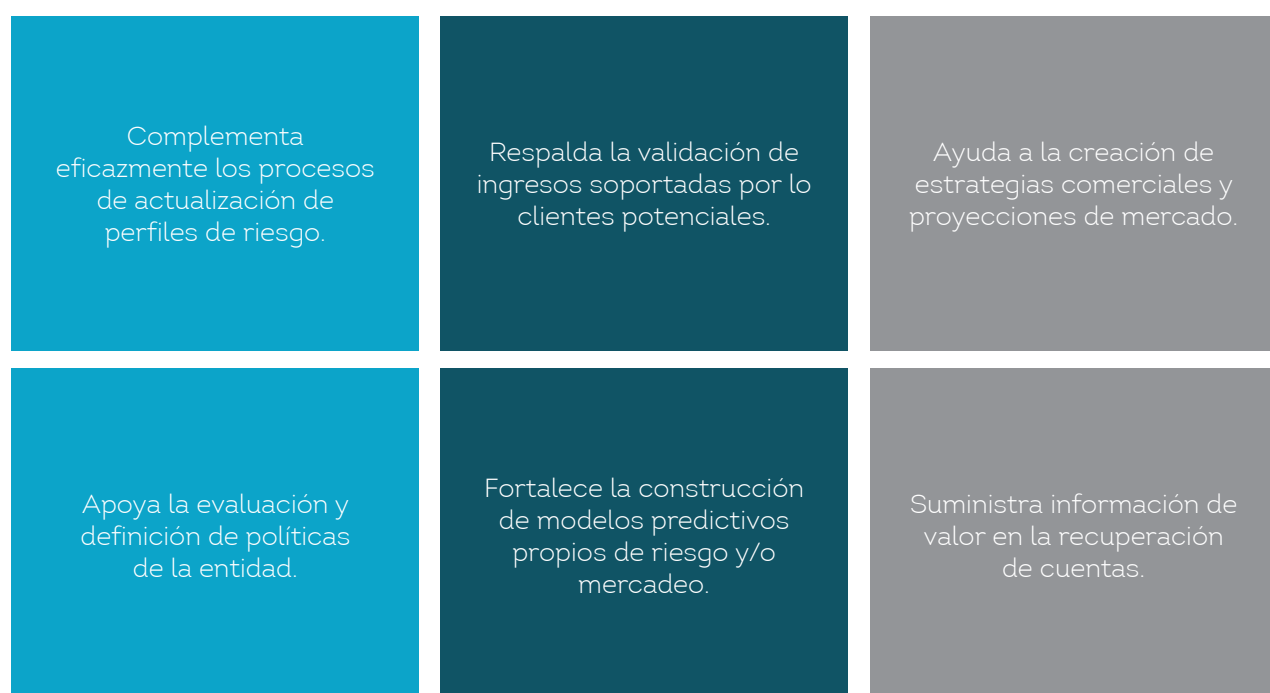 Complementa
eficazmente los procesos
de actualización de
perfiles de riesgo.
Respalda la validación de
ingresos soportadas por lo
clientes potenciales.
Ayuda a la creación de
estrategias comerciales y
proyecciones de mercado.
Apoya la evaluación y
definición de políticas
de la entidad.
Fortalece la construcción
de modelos predictivos
propios de riesgo y/o
mercadeo.
Suministra información de
valor en la recuperación
de cuentas.